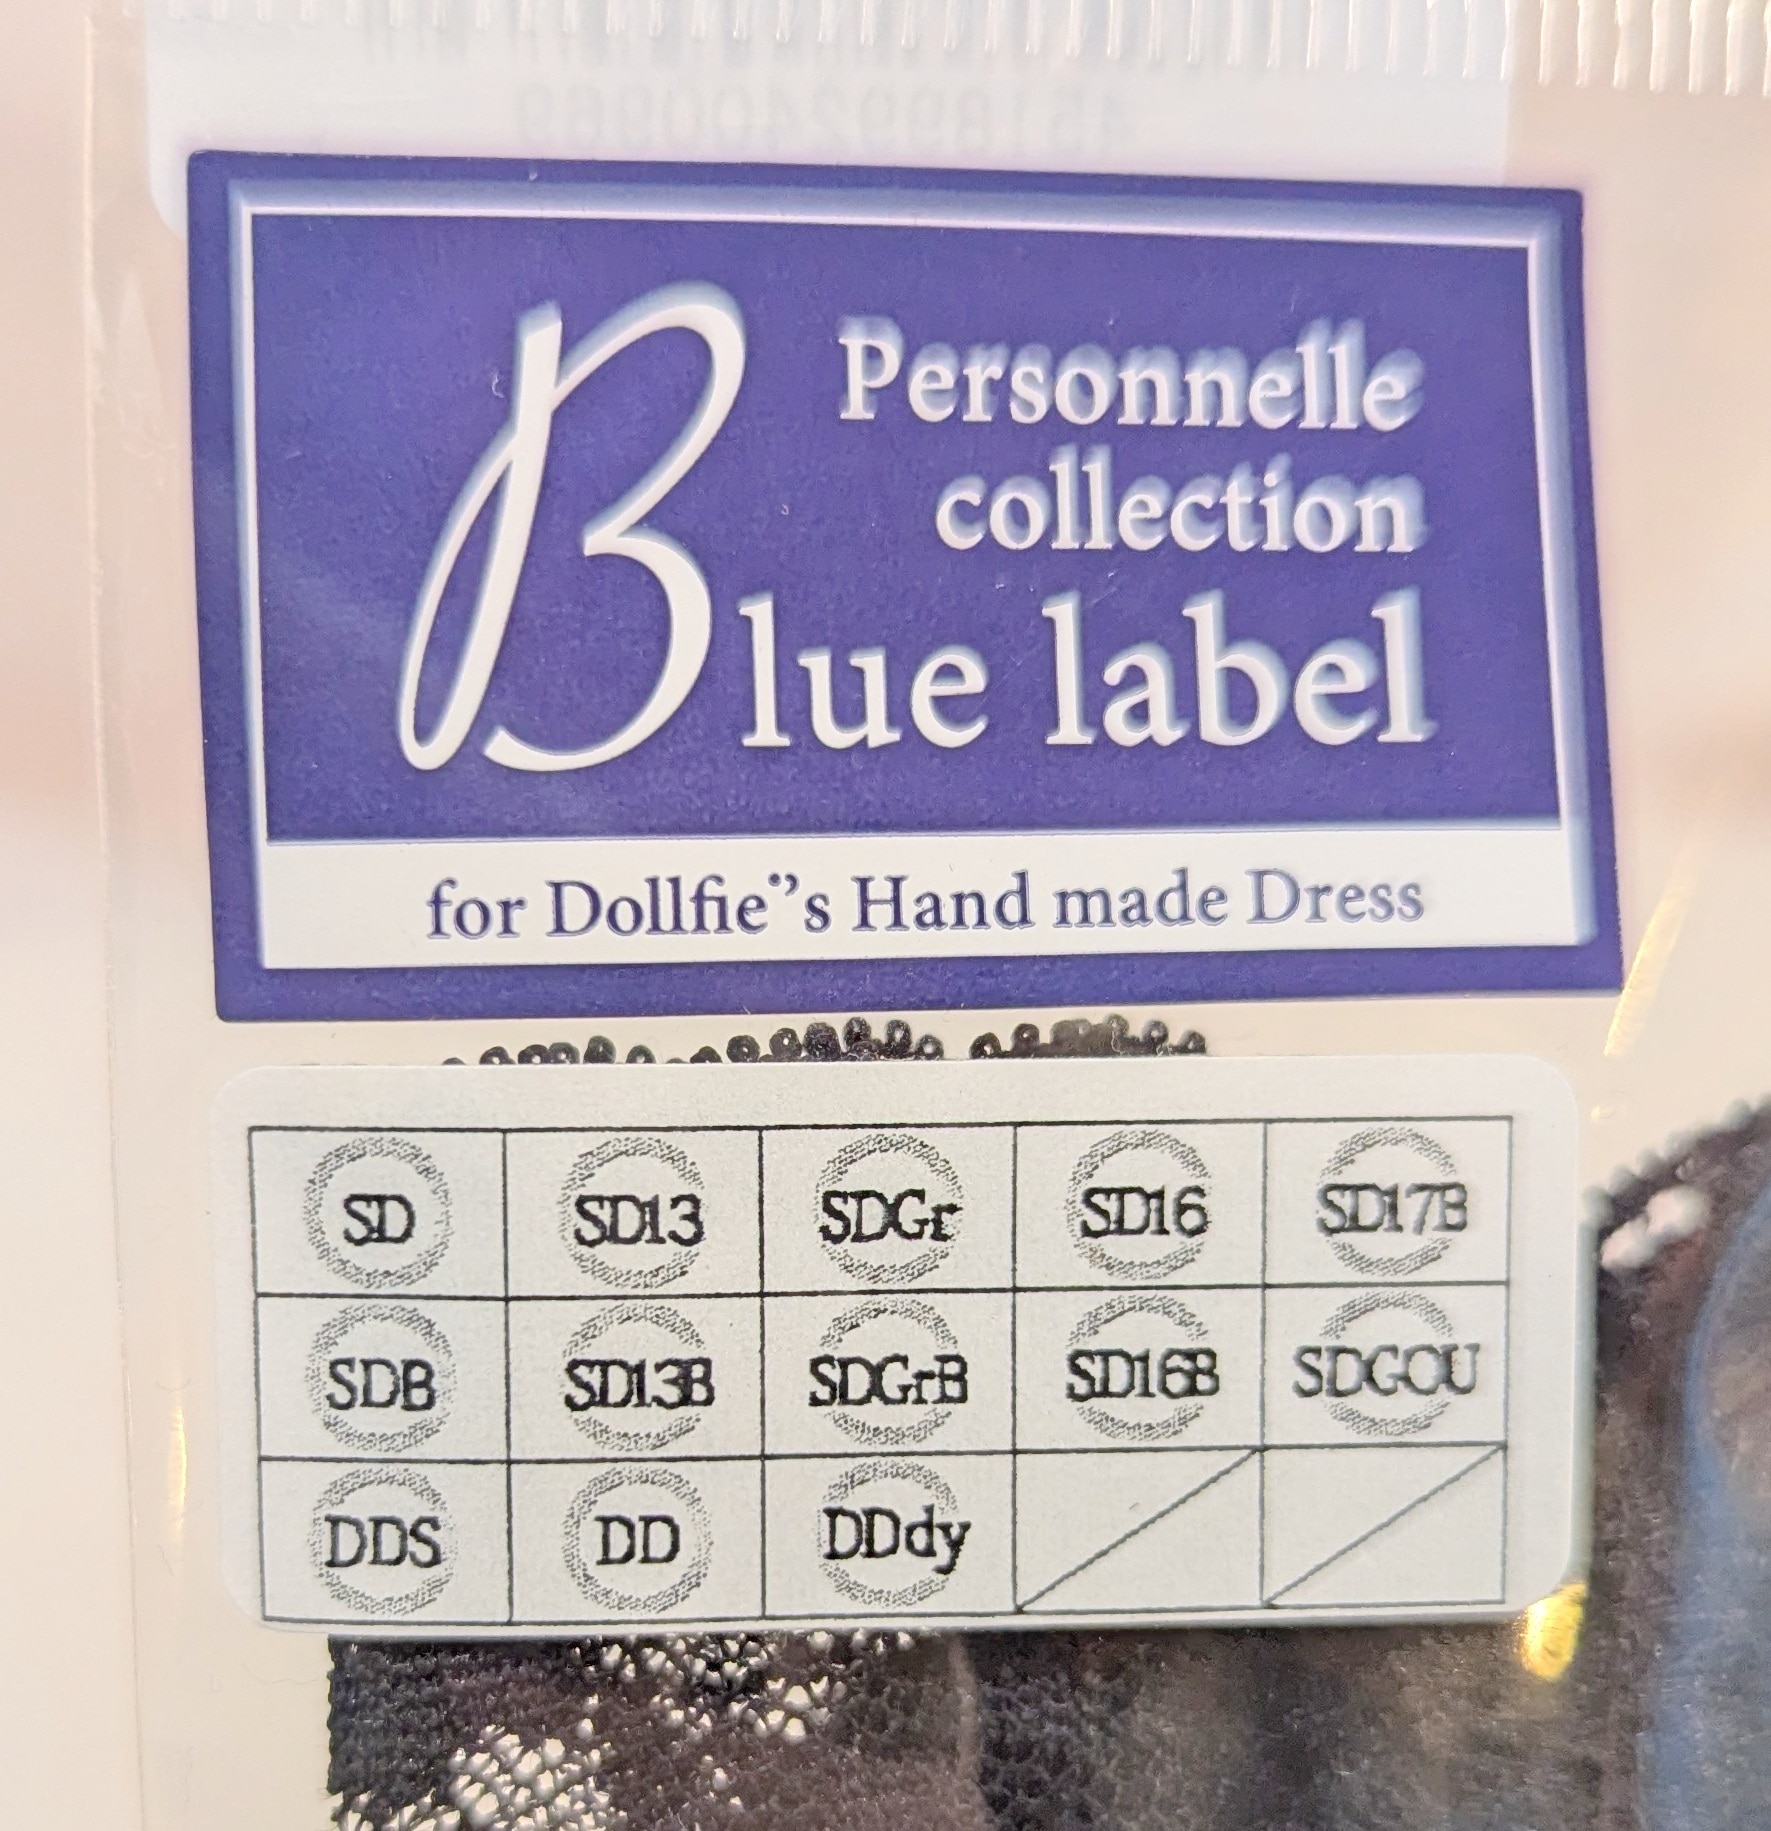 Personnelle
collection
Blue label
for Dollfie"s Hand made Dress
SD SD13 SDGr SD16 SD17B
SDB SD13B SDGrB SD16B SDGOU
DDS DD DDdy